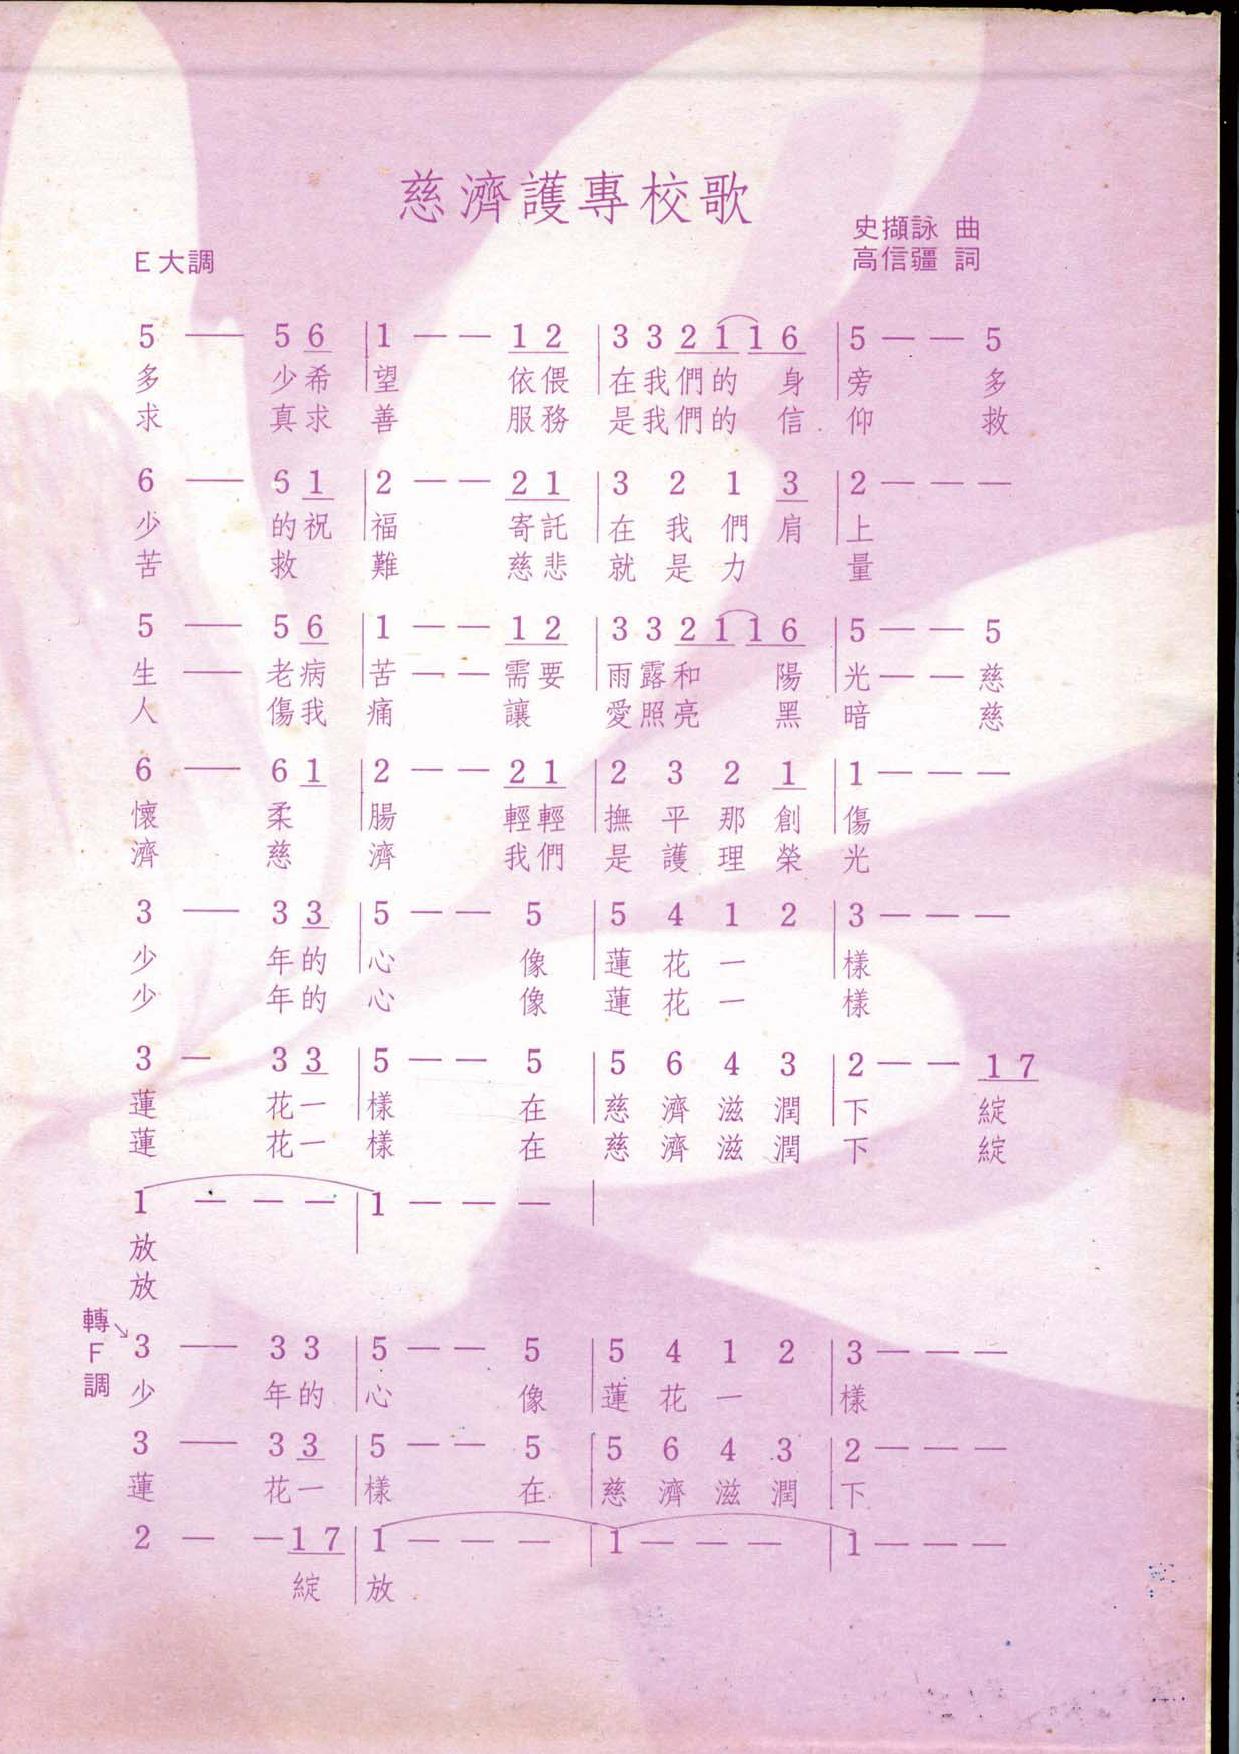 慈濟護專校歌
史擷詠 曲
E大調
高信疆 詞
5 — 5 6 | 1 — — 1 2 | 3 3 2 1 1 6 | 5 — — 5
多 少希 | 望 依偎 | 在我們的 身 | 旁 多
求 真求 善 服務 是我們的 信 仰 救
6 — 6 1 | 2 — — 2 1 | 3 2 1 3 | 2 — — —
少 的祝 | 福 寄託 | 在 我 們 肩 | 上
苦 救 難 慈悲 就 是 力 量
5 — 5 6 | 1 — — 1 2 | 3 3 2 1 1 6 | 5 — — 5
生 — 老病 | 苦 — — 需要 | 雨露和 陽 | 光 — — 慈
人 傷我 痛 讓 愛照亮 黑 暗 慈
6 — 6 1 | 2 — — 2 1 | 2 3 2 1 | 1 — — —
懷 柔 | 腸 輕輕 | 撫 平 那 創 | 傷
濟 慈 濟 我們 是 護 理 榮 光
3 — 3 3 | 5 — — 5 | 5 4 1 2 | 3 — — —
少 年的 | 心 像 | 蓮 花 一 | 樣
少 年的 心 像 蓮 花 一 樣
3 — 3 3 | 5 — — 5 | 5 6 4 3 | 2 — — 1 7
蓮 花一 | 樣 在 | 慈 濟 滋 潤 | 下 綻
蓮 花一 樣 在 慈 濟 滋 潤 下 綻
1 — — — | 1 — — — |
放
放
轉F調↘
3 — 3 3 | 5 — — 5 | 5 4 1 2 | 3 — — —
少 年的 | 心 像 | 蓮 花 一 | 樣
3 — 3 3 | 5 — — 5 | 5 6 4 3 | 2 — — —
蓮 花一 | 樣 在 | 慈 濟 滋 潤 | 下
2 — — 1 7 | 1 — — — | 1 — — — | 1 — — —
綻 | 放